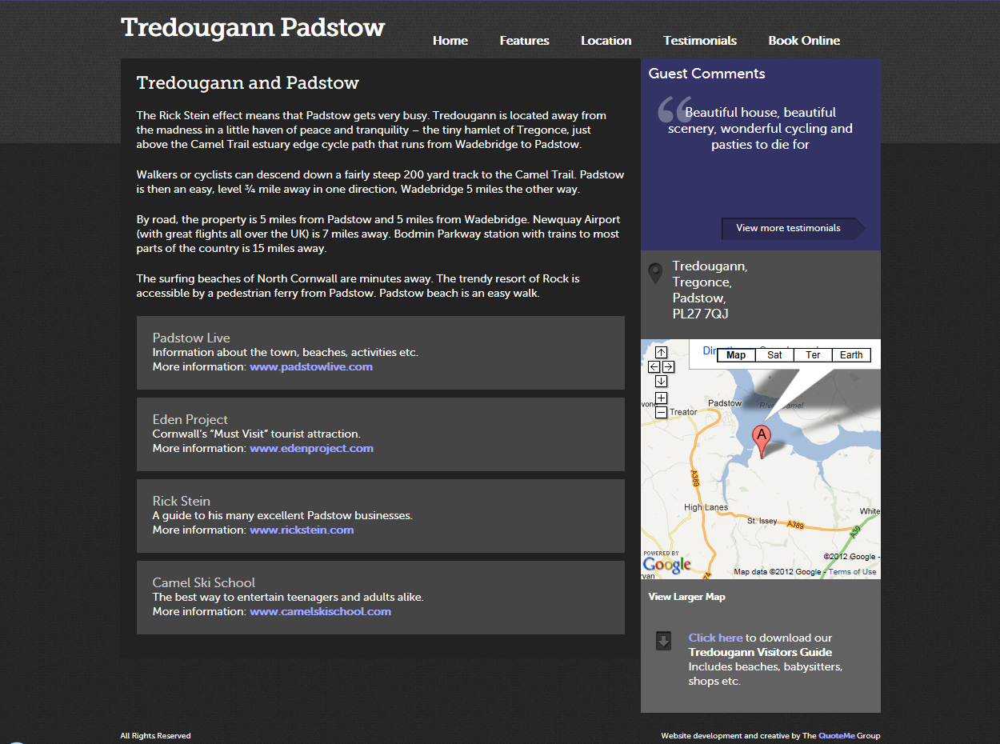 Tredougann Padstow
Home
Features
Location
Testimonials
Book Online
Tredougann and Padstow
The Rick Stein effect means that Padstow gets very busy. Tredougann is located away from
the madness in a little haven of peace and tranquility – the tiny hamlet of Tregonce, just
above the Camel Trail estuary edge cycle path that runs from Wadebridge to Padstow.
Walkers or cyclists can descend down a fairly steep 200 yard track to the Camel Trail. Padstow
is then an easy, level ¾ mile away in one direction, Wadebridge 5 miles the other way.
By road, the property is 5 miles from Padstow and 5 miles from Wadebridge. Newquay Airport
(with great flights all over the UK) is 7 miles away. Bodmin Parkway station with trains to most
parts of the country is 15 miles away.
The surfing beaches of North Cornwall are minutes away. The trendy resort of Rock is
accessible by a pedestrian ferry from Padstow. Padstow beach is an easy walk.
Padstow Live
Information about the town, beaches, activities etc.
More information: www.padstowlive.com
Eden Project
Cornwall's “Must Visit” tourist attraction.
More information: www.edenproject.com
Rick Stein
A guide to his many excellent Padstow businesses.
More information: www.rickstein.com
Camel Ski School
The best way to entertain teenagers and adults alike.
More information: www.camelskischool.com
Guest Comments
“Beautiful house, beautiful
scenery, wonderful cycling and
pasties to die for
View more testimonials
Tredougann,
Tregonce,
Padstow,
PL27 7QJ
Map
Sat
Ter
Earth
Padstow
River Camel
Treator
A
A389
High Lanes
St. Issey
A389
White
A39
POWERED BY
Google
©2012 Google -
Map data ©2012 Google - Terms of Use
View Larger Map
Click here to download our
Tredougann Visitors Guide
Includes beaches, babysitters,
shops etc.
All Rights Reserved
Website development and creative by The QuoteMe Group